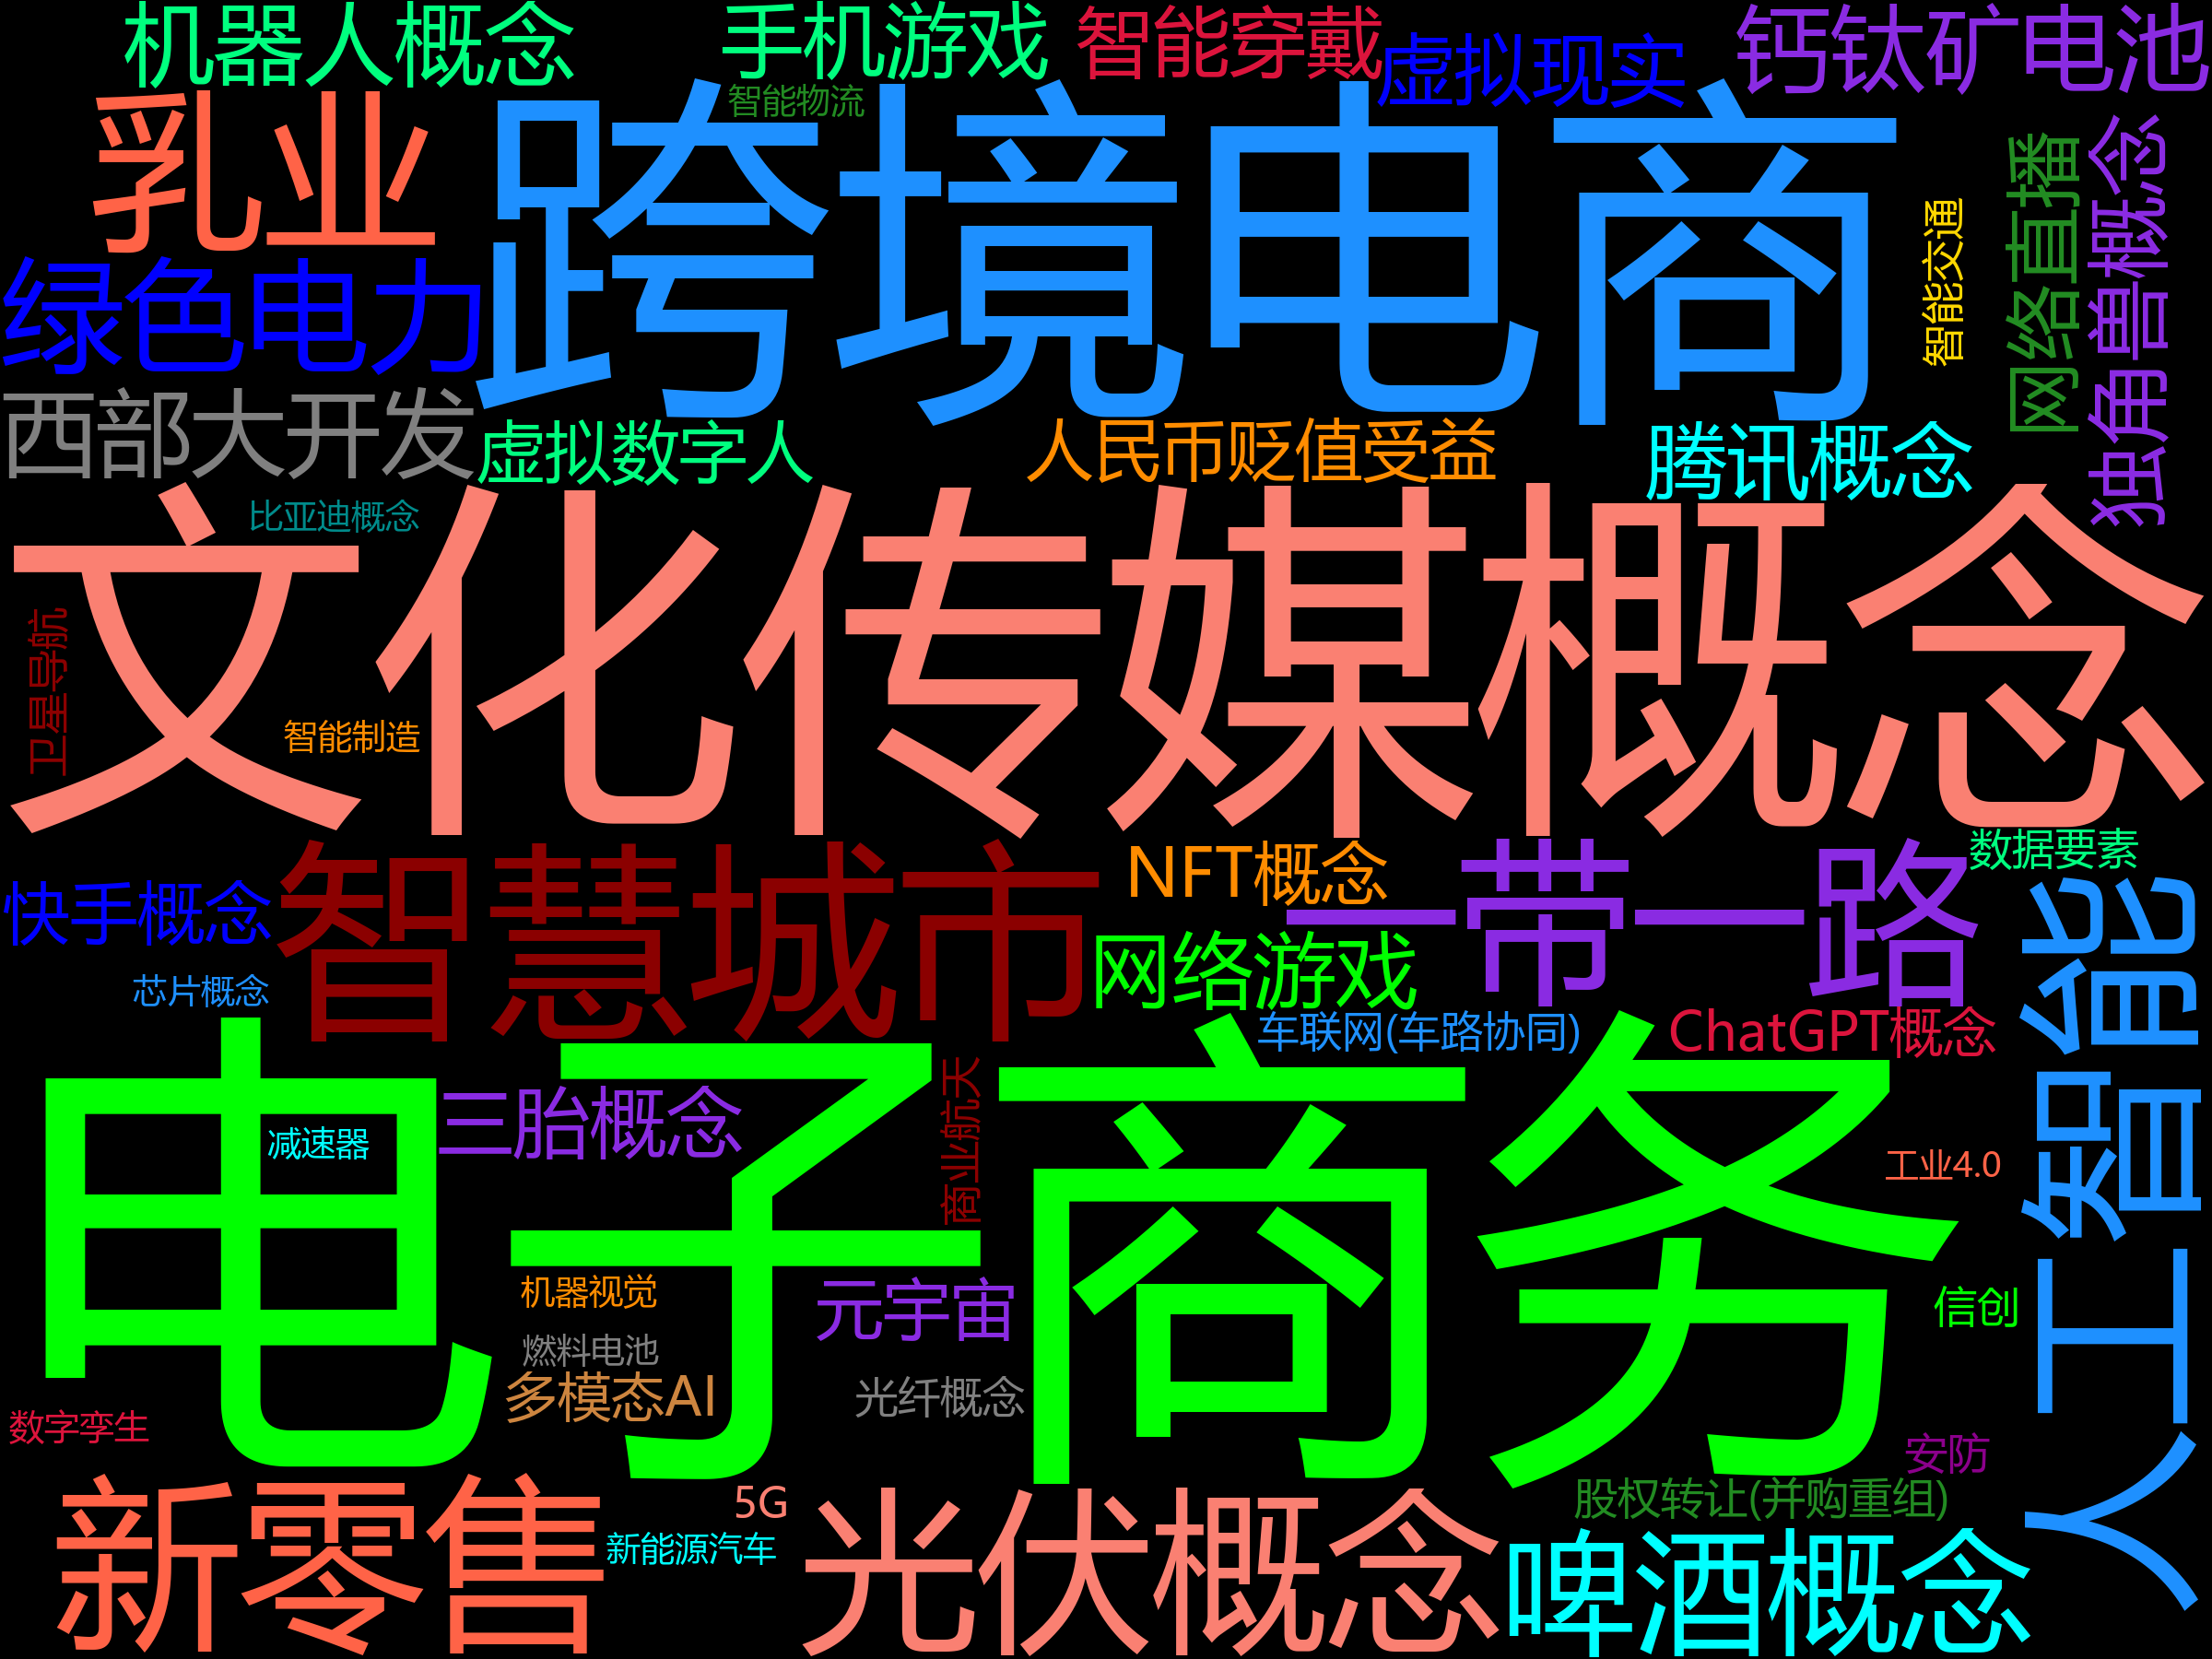 机器人概念
手机游戏
智能穿戴
虚拟现实
钙钛矿电池
智能物流
乳业
跨境电商
智能交通
网络直播
独角兽概念
绿色电力
西部大开发
虚拟数字人
人民币贬值受益
腾讯概念
比亚迪概念
文化传媒概念
卫星导航
智能制造
智慧城市
NFT概念
一带一路
数据要素
快手概念
网络游戏
芯片概念
车联网(车路协同)
ChatGPT概念
人工智能
电子商务
三胎概念
减速器
商业航天
工业4.0
机器视觉
元宇宙
信创
燃料电池
多模态AI
光纤概念
数字孪生
安防
新零售
5G
股权转让(并购重组)
新能源汽车
光伏概念
啤酒概念